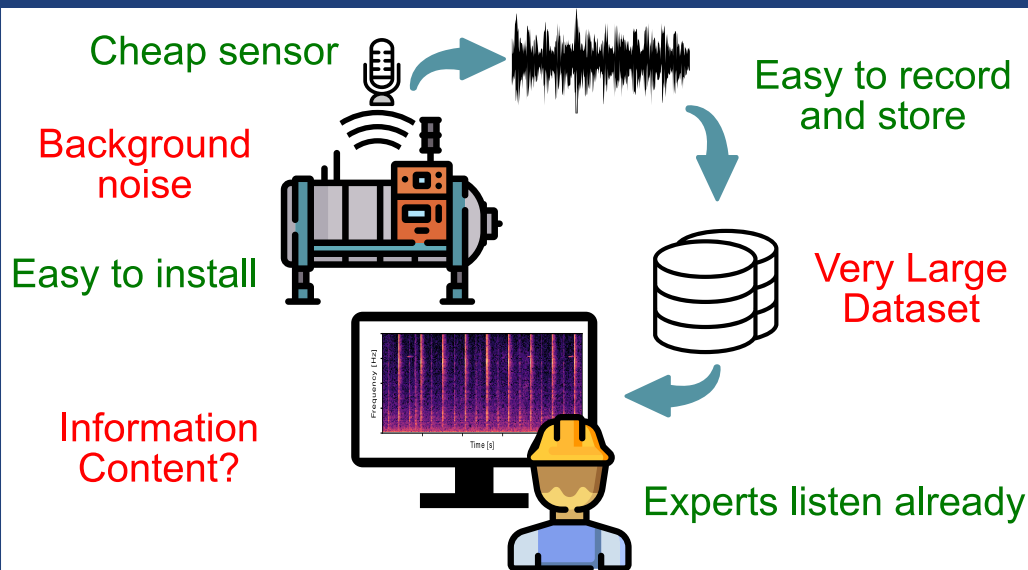 Cheap sensor
Easy to record
and store
Background
noise
Easy to install
Very Large
Dataset
Frequency [Hz]
Time [s]
Information
Content?
Experts listen already